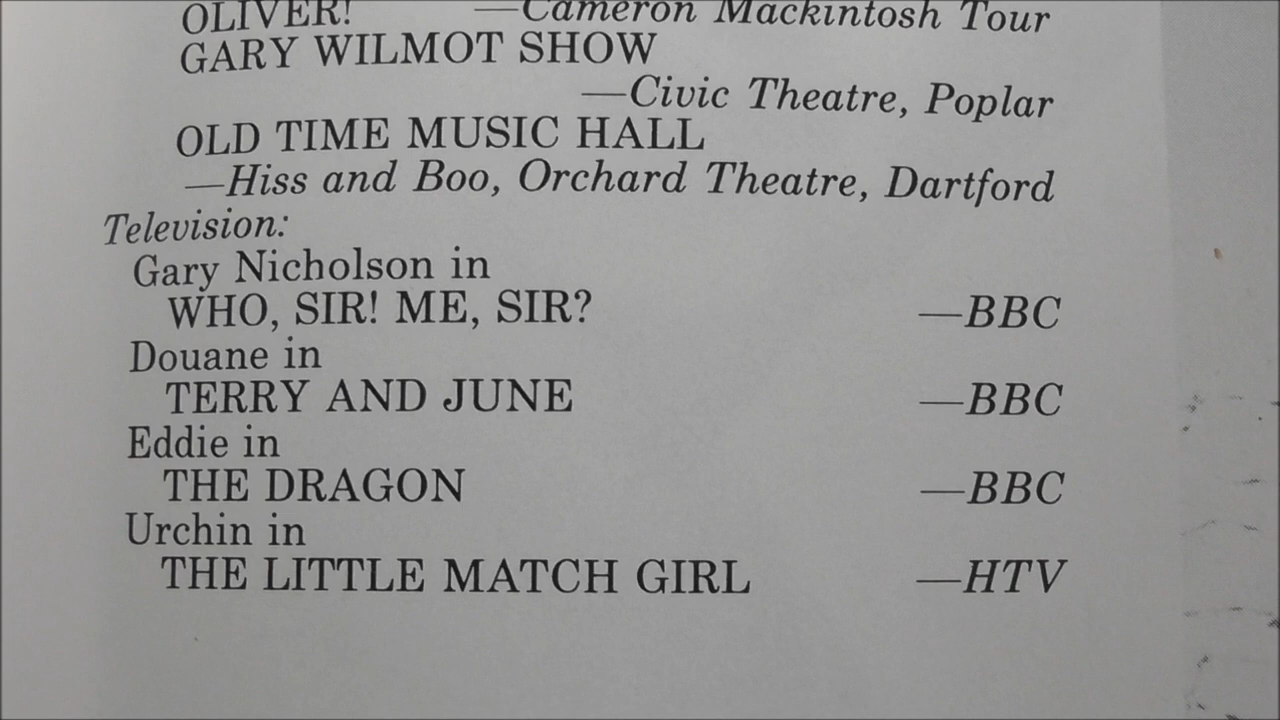 OLIVER! —Cameron Mackintosh Tour
GARY WILMOT SHOW
—Civic Theatre, Poplar
OLD TIME MUSIC HALL
—Hiss and Boo, Orchard Theatre, Dartford
Television:
Gary Nicholson in
WHO, SIR! ME, SIR? —BBC
Douane in
TERRY AND JUNE —BBC
Eddie in
THE DRAGON —BBC
Urchin in
THE LITTLE MATCH GIRL —HTV